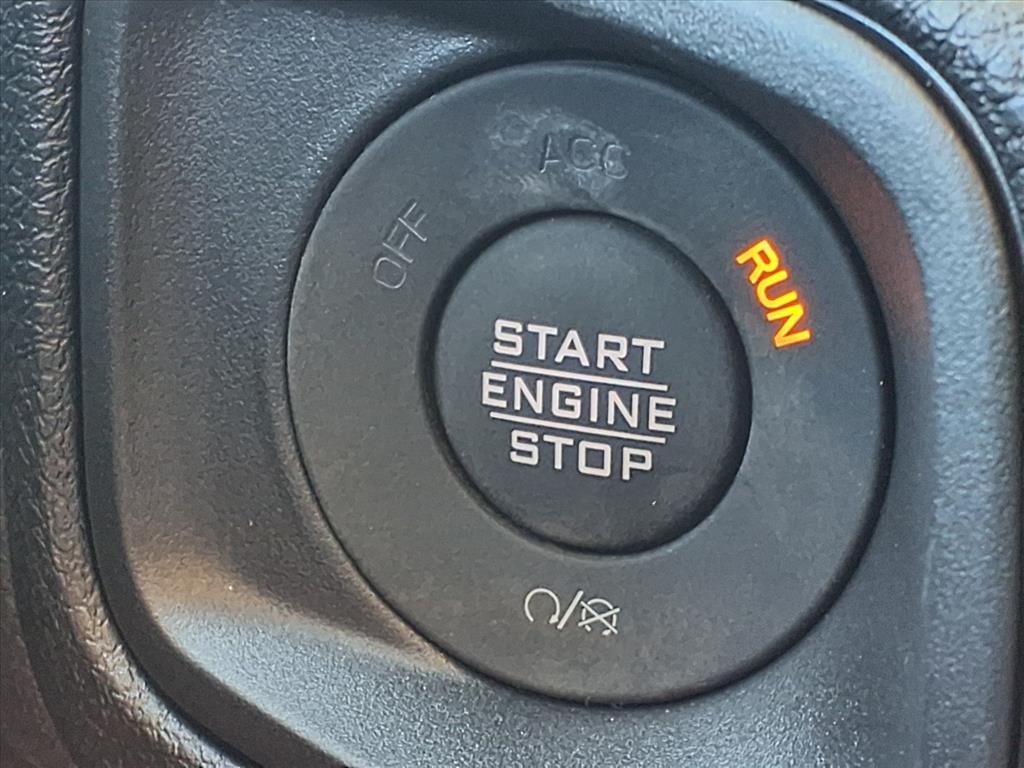 OFF
ACC
RUN
START
ENGINE
STOP